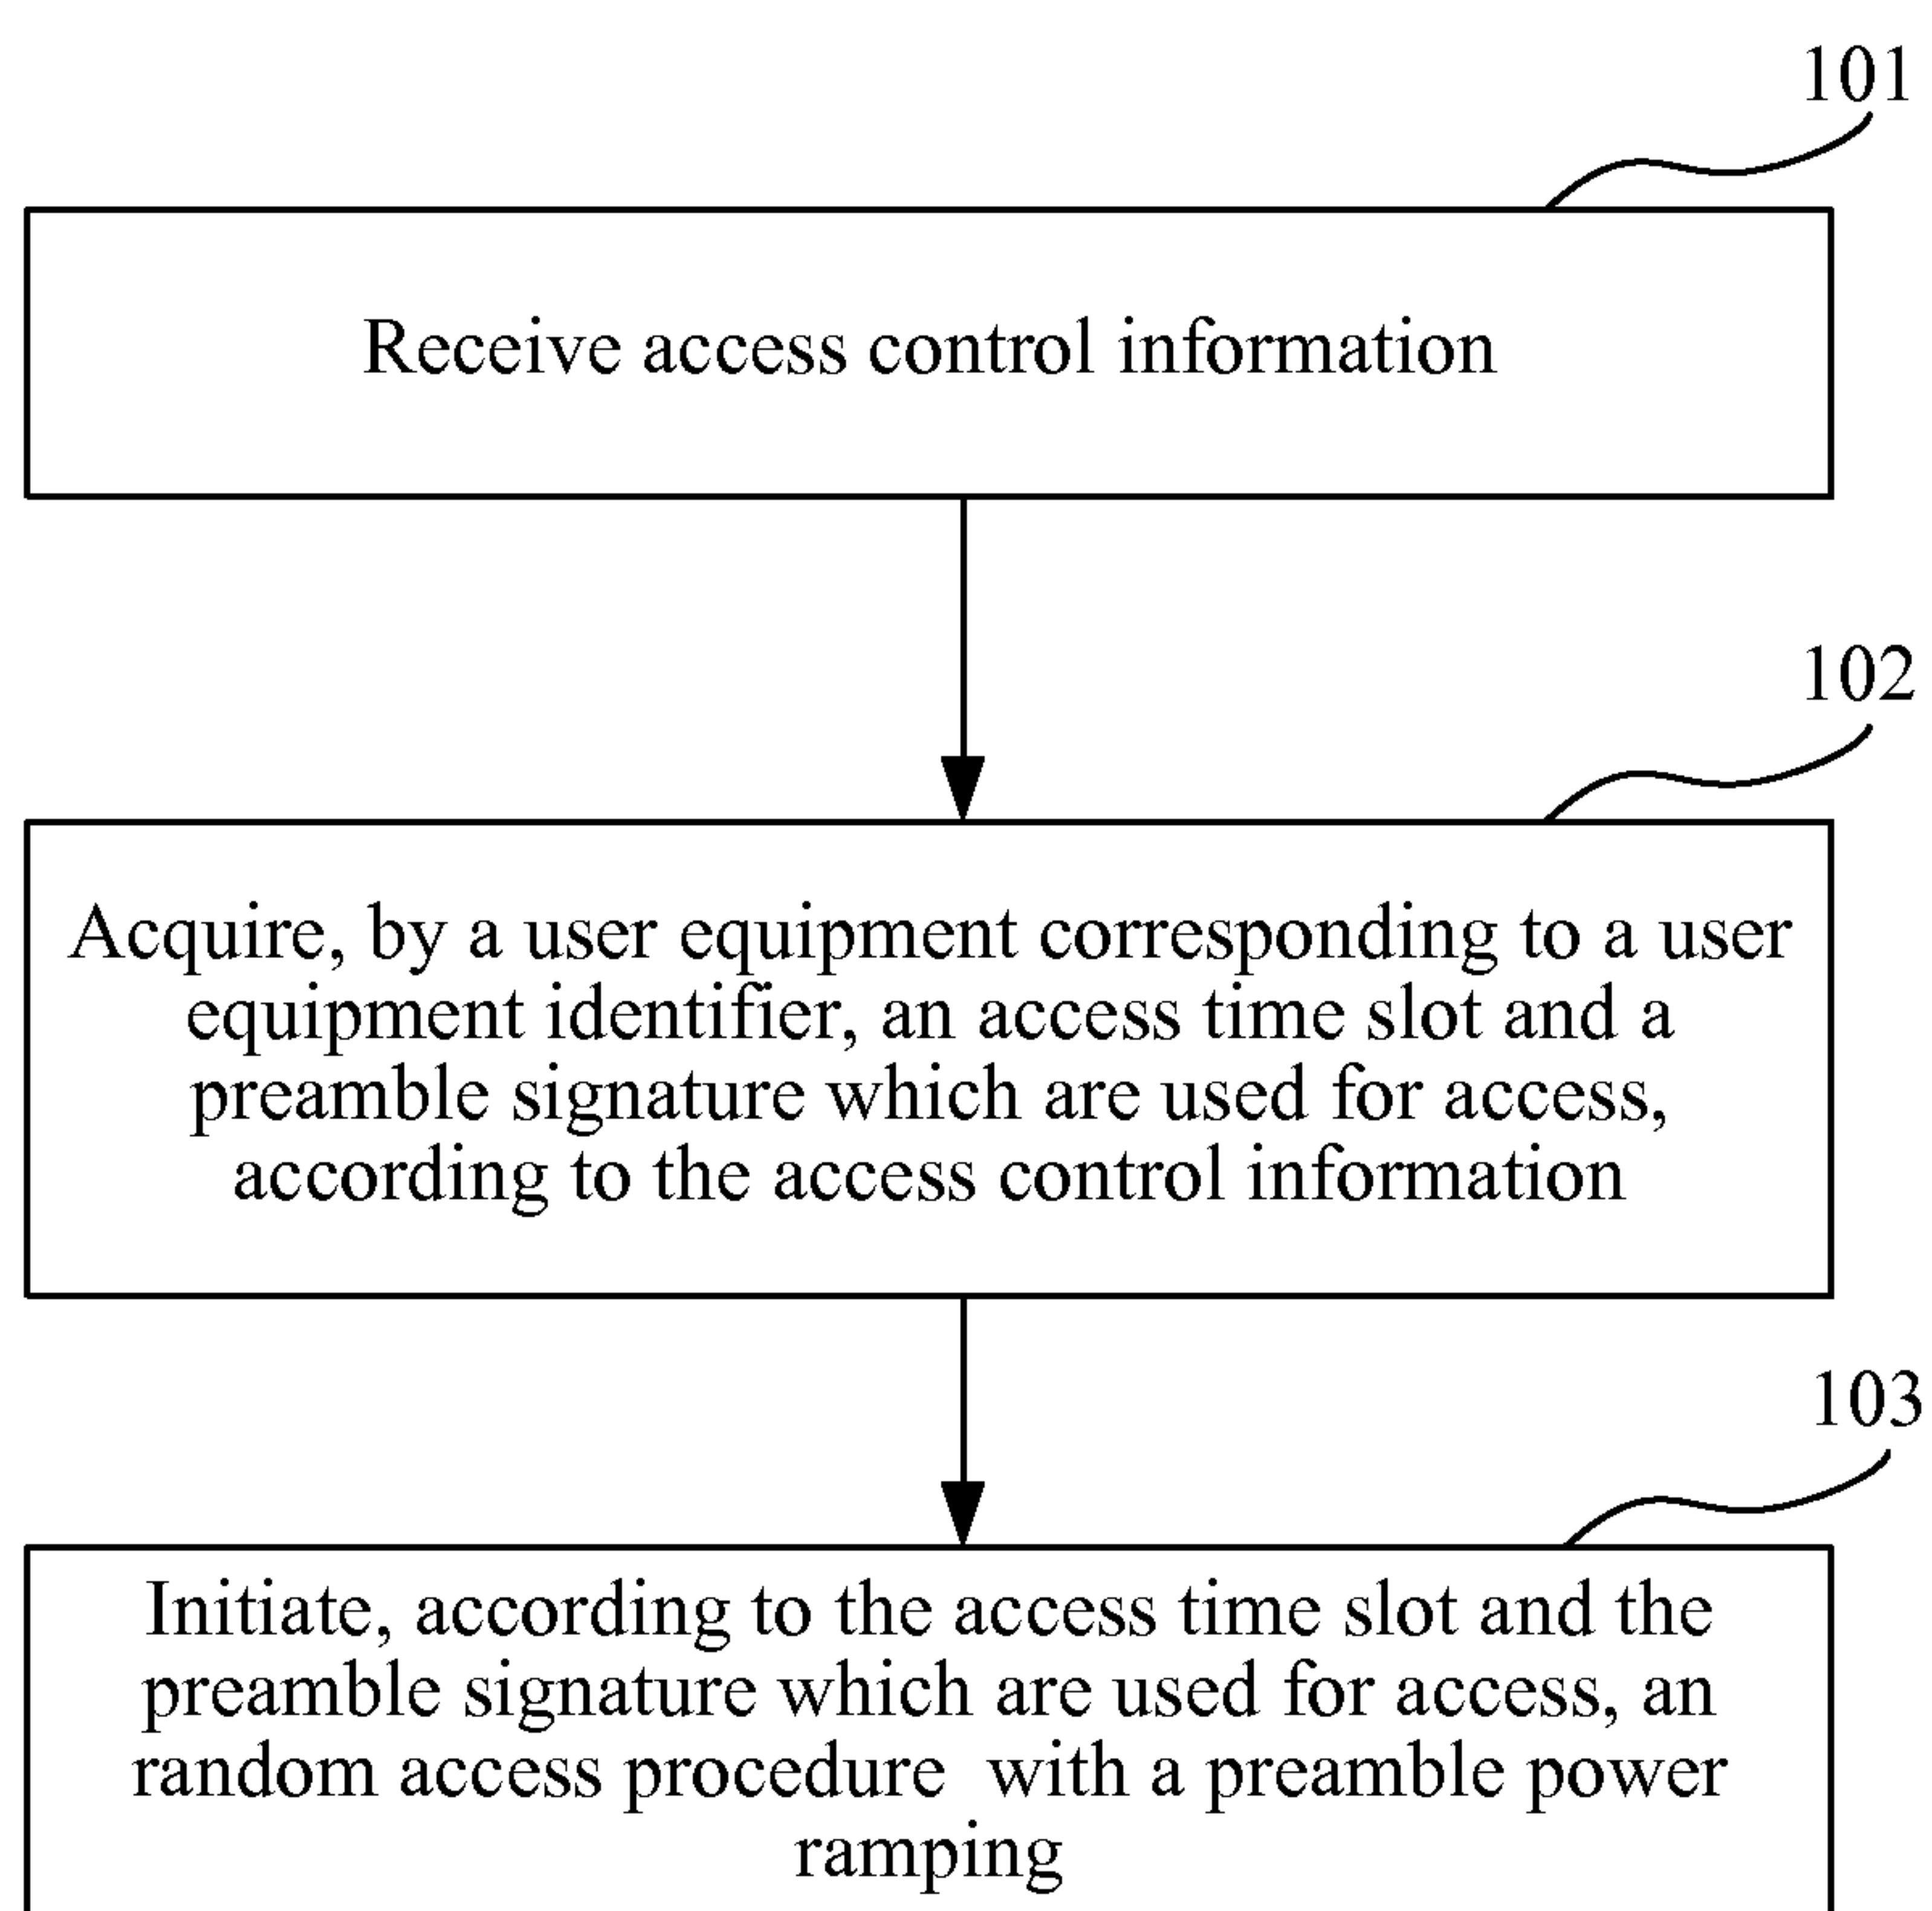 101
Receive access control information
102
Acquire, by a user equipment corresponding to a user
equipment identifier, an access time slot and a
preamble signature which are used for access,
according to the access control information
103
Initiate, according to the access time slot and the
preamble signature which are used for access, an
random access procedure  with a preamble power
ramping